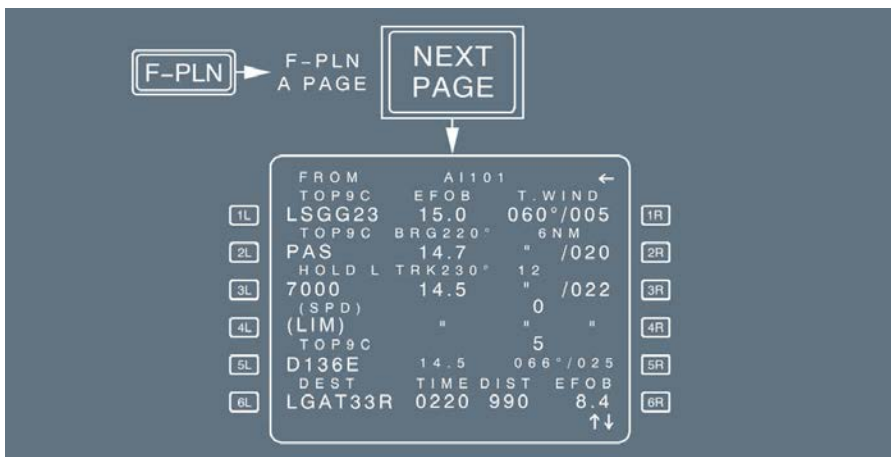 F-PLN
F-PLN
A PAGE
NEXT
PAGE
FROM AI101 ←
TOP9C EFOB T.WIND
1L LSGG23 15.0 060°/005 1R
TOP9C BRG220° 6NM
2L PAS 14.7 " /020 2R
HOLD L TRK230° 12
3L 7000 14.5 " /022 3R
(SPD) 0
4L (LIM) " " " 4R
TOP9C 5
5L D136E 14.5 066°/025 5R
DEST TIME DIST EFOB
6L LGAT33R 0220 990 8.4 6R
↑↓